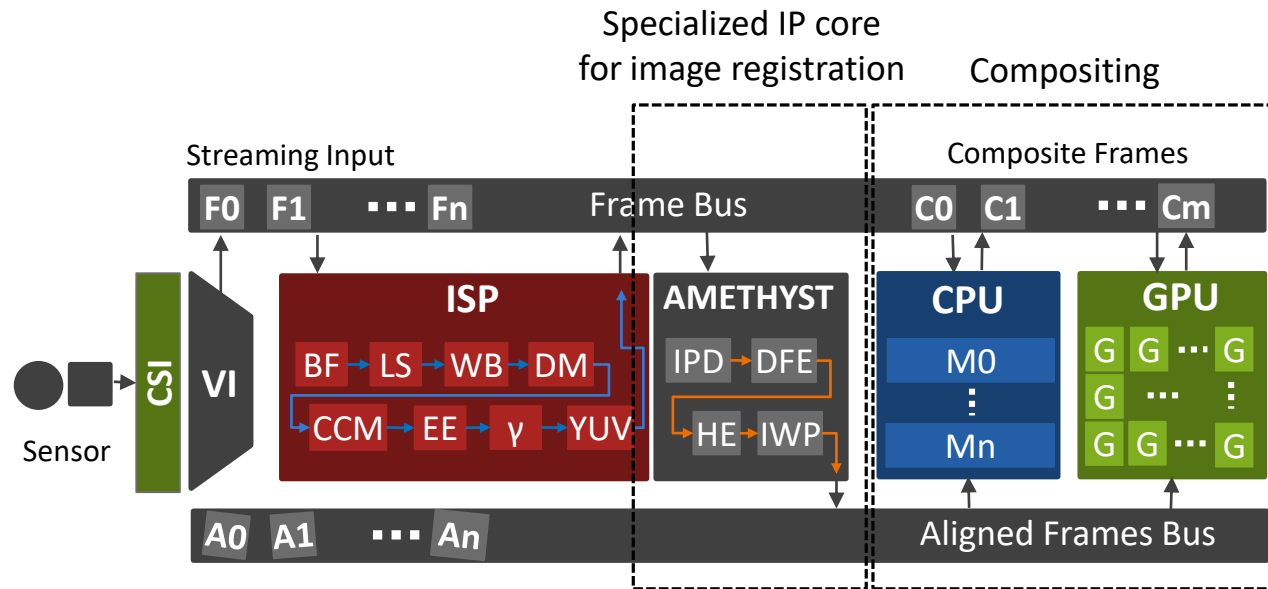 Specialized IP core
for image registration
Compositing
Streaming Input
Composite Frames
F0 F1 ... Fn Frame Bus C0 C1 ... Cm
CSI
VI
Sensor
ISP
BF LS WB DM
CCM EE γ YUV
AMETHYST
IPD DFE
HE IWP
CPU
M0
⋮
Mn
GPU
G G ... G
G ... ⋮
G G ... G
A0 A1 ... An Aligned Frames Bus